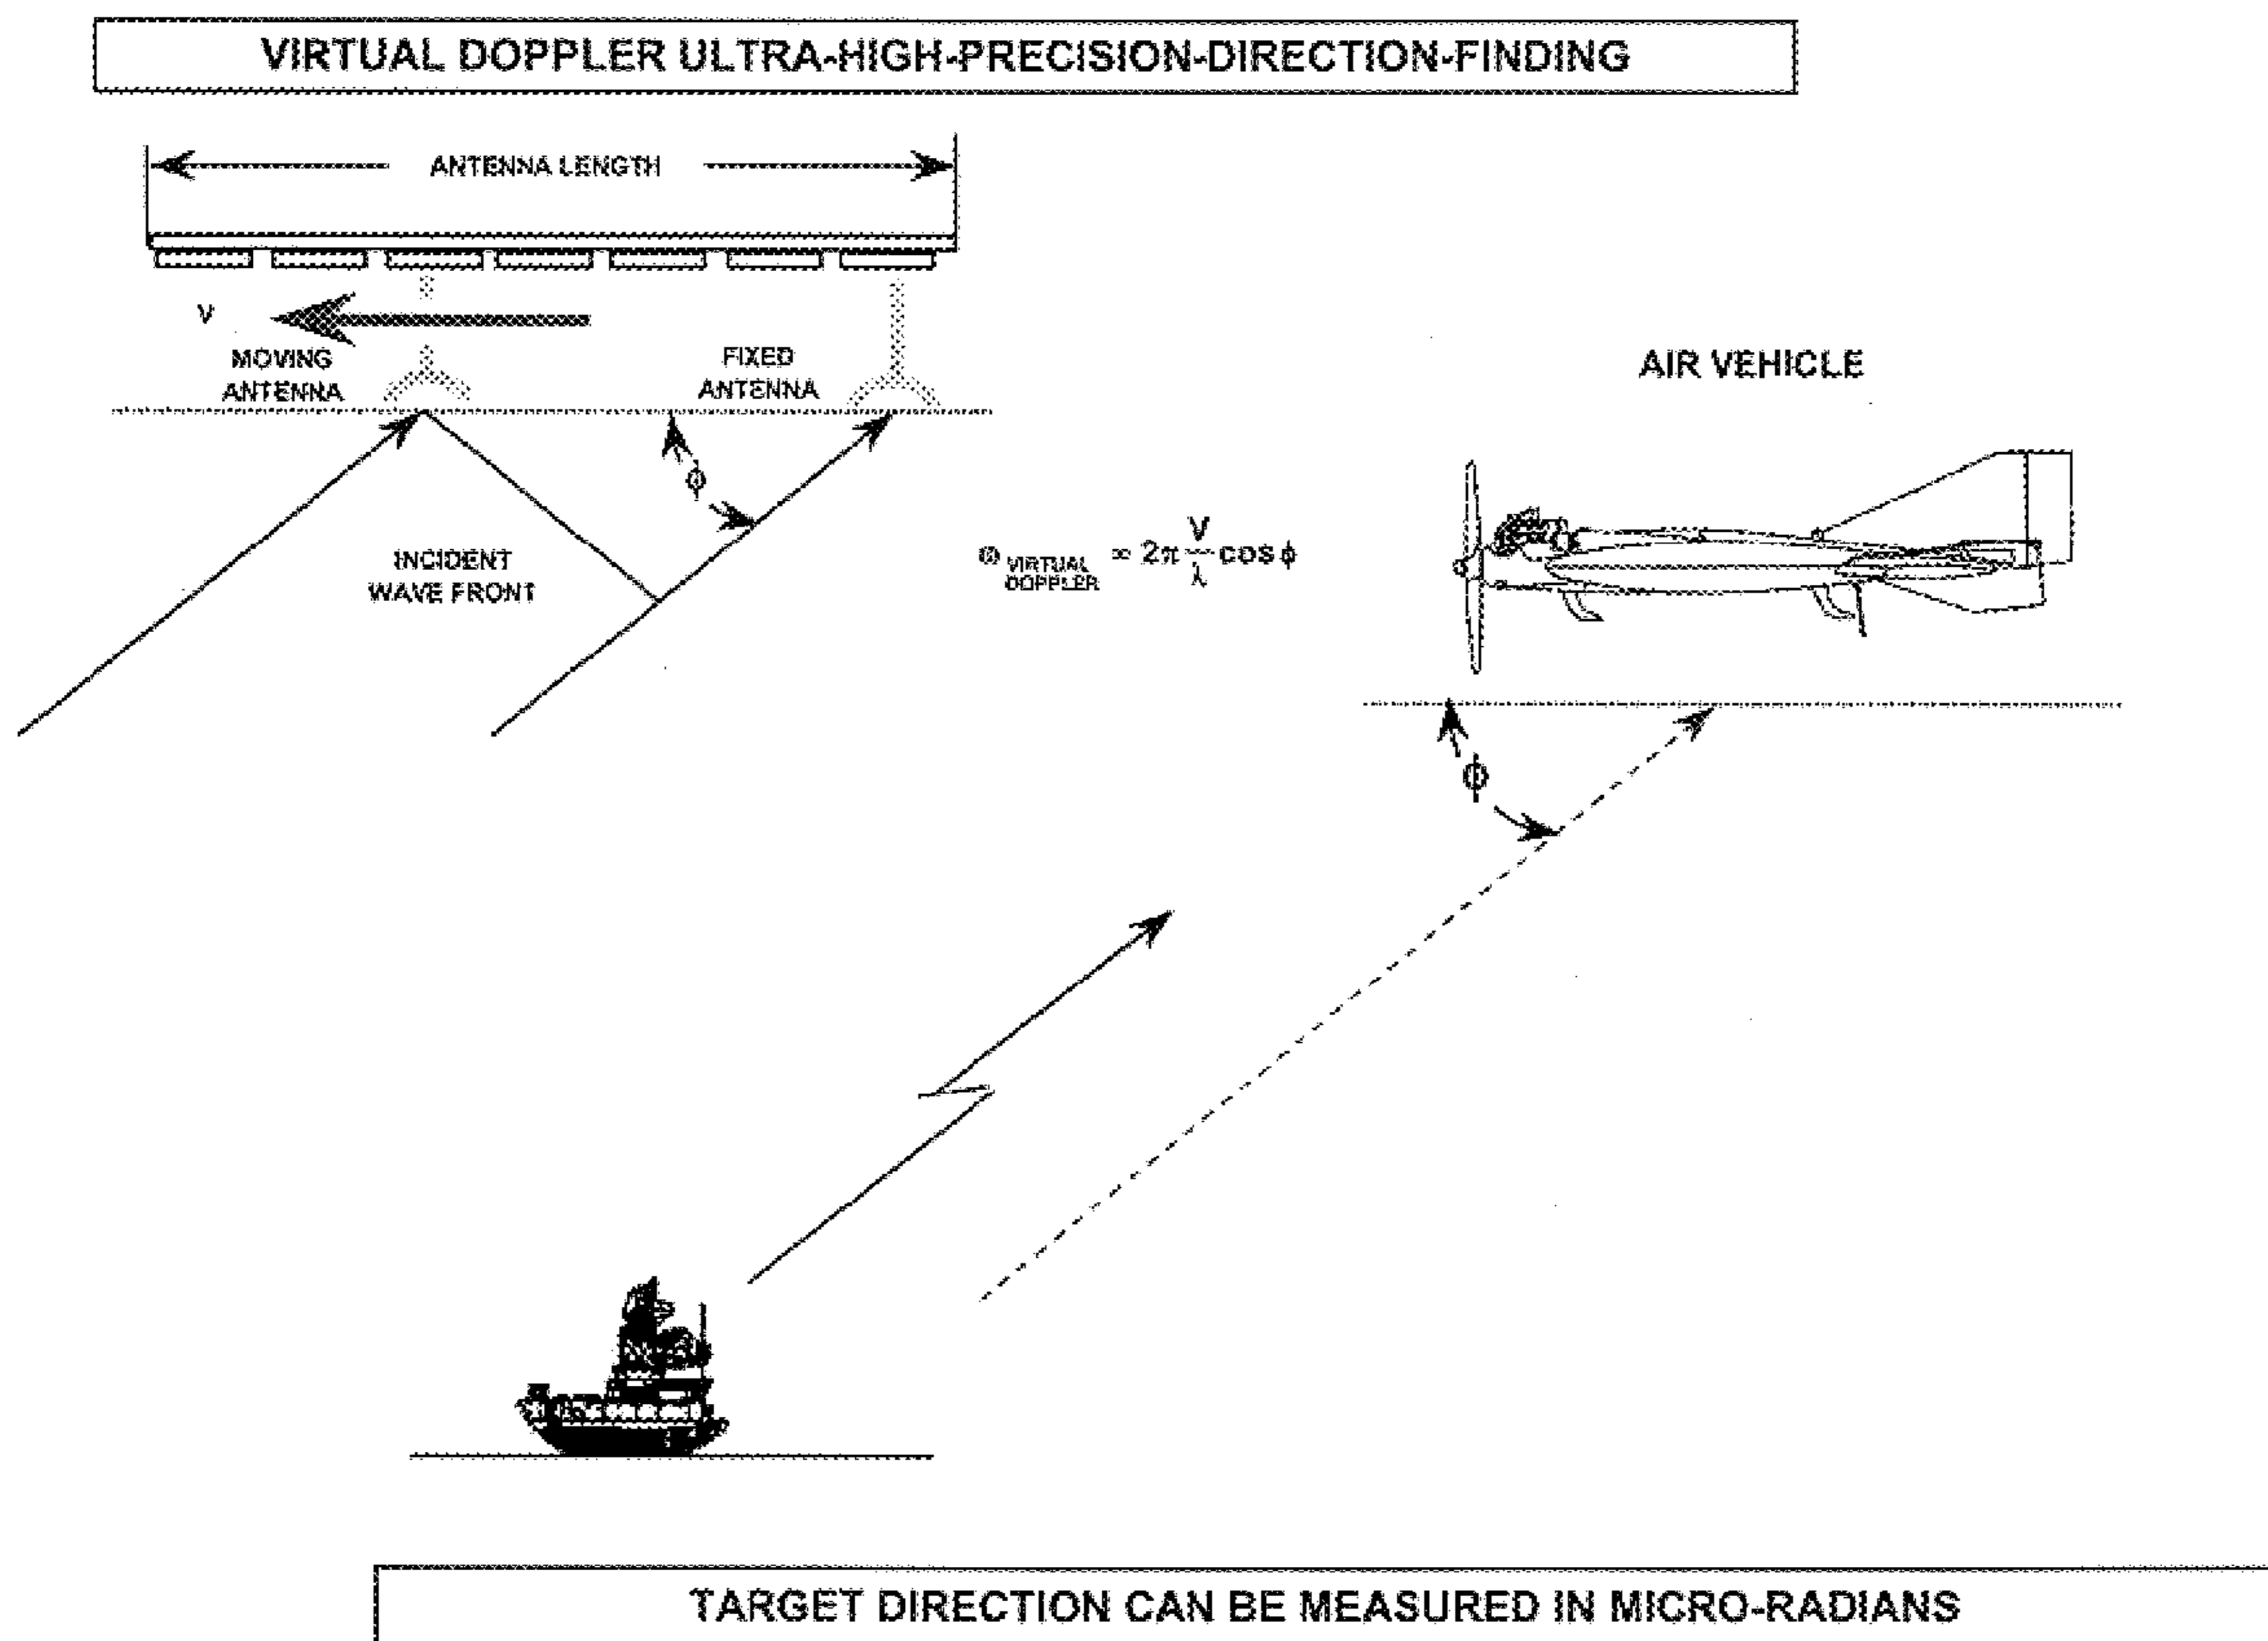 VIRTUAL DOPPLER ULTRA-HIGH-PRECISION-DIRECTION-FINDING
ANTENNA LENGTH
V
MOVING
ANTENNA
FIXED
ANTENNA
AIR VEHICLE
ϕ
INCIDENT
WAVE FRONT
ω VIRTUAL DOPPLER = 2π V/λ cos ϕ
ϕ
TARGET DIRECTION CAN BE MEASURED IN MICRO-RADIANS